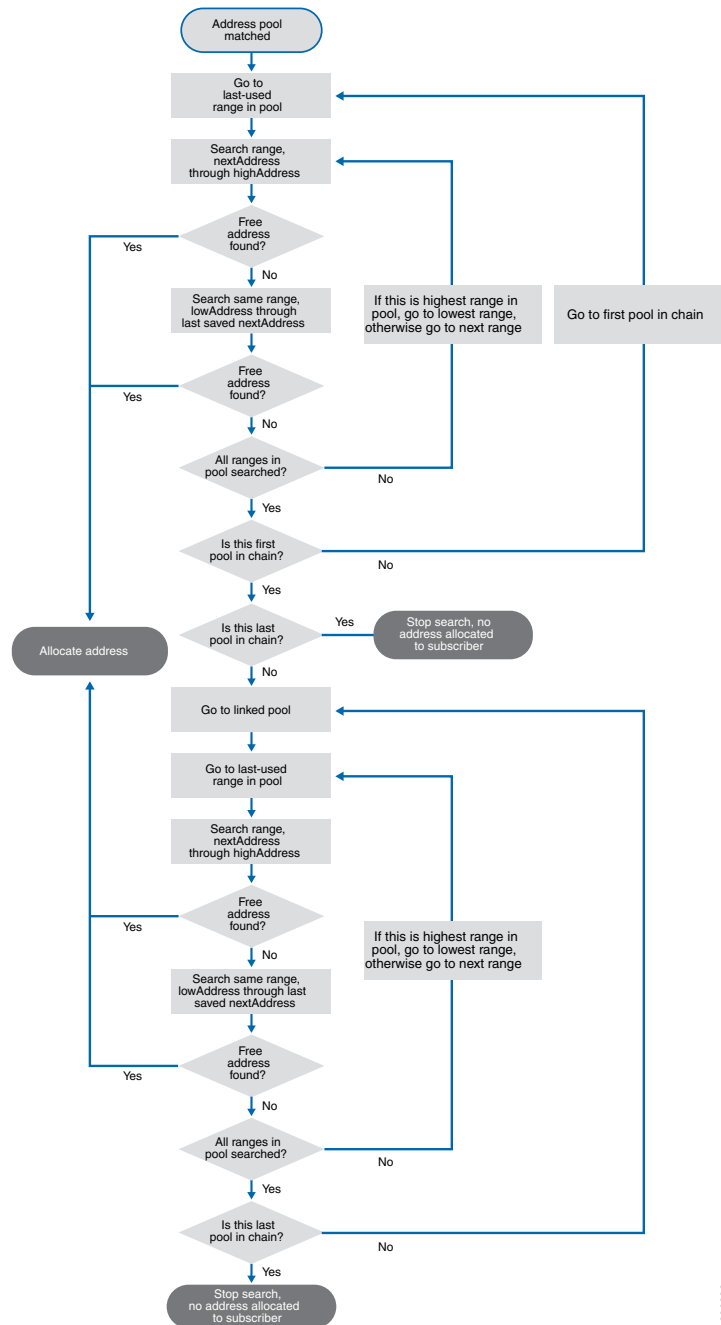 Address pool
matched
Go to
last-used
range in pool
Search range,
nextAddress
through highAddress
Free
address
found?
Yes
No
Search same range,
lowAddress through
last saved nextAddress
If this is highest range in
pool, go to lowest range,
otherwise go to next range
Go to first pool in chain
Free
address
found?
Yes
No
All ranges in
pool searched?
No
Yes
Is this first
pool in chain?
No
Yes
Is this last
pool in chain?
Yes
Stop search, no
address allocated
to subscriber
Allocate address
No
Go to linked pool
Go to last-used
range in pool
Search range,
nextAddress
through highAddress
Free
address
found?
Yes
No
If this is highest range in
pool, go to lowest range,
otherwise go to next range
Search same range,
lowAddress through last
saved nextAddress
Free
address
found?
Yes
No
All ranges in
pool searched?
No
Yes
Is this last
pool in chain?
No
Yes
Stop search,
no address allocated
to subscriber